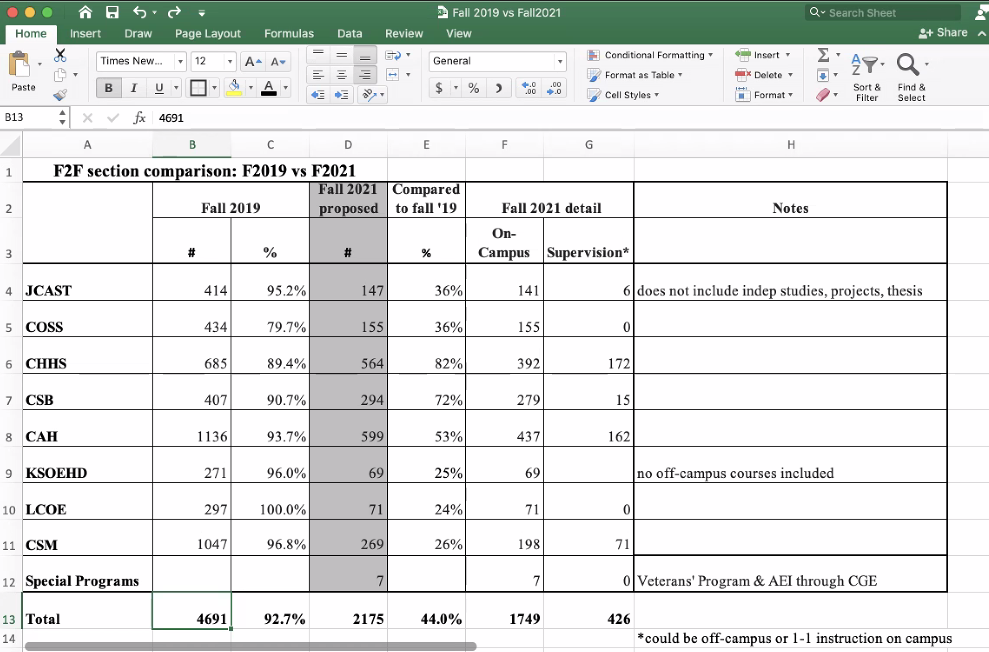 Fall 2019 vs Fall2021
Search Sheet
Home Insert Draw Page Layout Formulas Data Review View Share
Paste
Times New... 12 A A General Conditional Formatting Insert Σ
B I U A $ % Format as Table Delete
Cell Styles Format Sort & Filter Find & Select
B13 fx 4691
A B C D E F G H
1 F2F section comparison: F2019 vs F2021
2 Fall 2019 Fall 2021 proposed Compared to fall '19 Fall 2021 detail Notes
3 # % # % On-Campus Supervision*
4 JCAST 414 95.2% 147 36% 141 6 does not include indep studies, projects, thesis
5 COSS 434 79.7% 155 36% 155 0
6 CHHS 685 89.4% 564 82% 392 172
7 CSB 407 90.7% 294 72% 279 15
8 CAH 1136 93.7% 599 53% 437 162
9 KSOEHD 271 96.0% 69 25% 69 no off-campus courses included
10 LCOE 297 100.0% 71 24% 71 0
11 CSM 1047 96.8% 269 26% 198 71
12 Special Programs 7 7 0 Veterans' Program & AEI through CGE
13 Total 4691 92.7% 2175 44.0% 1749 426
14 *could be off-campus or 1-1 instruction on campus